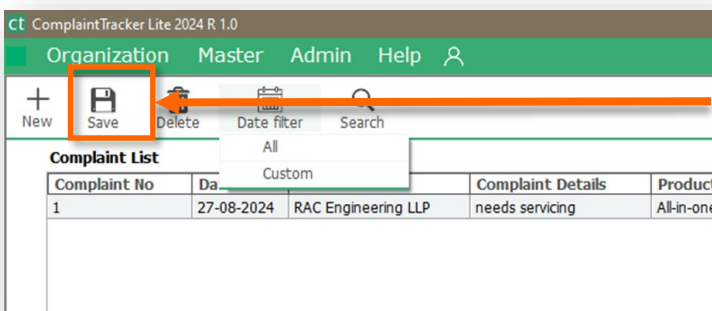 ct ComplaintTracker Lite 2024 R 1.0
Organization Master Admin Help
New Save Delete Date filter Search
All
Custom
Complaint List
Complaint No Da Complaint Details Product
1 27-08-2024 RAC Engineering LLP needs servicing All-in-one